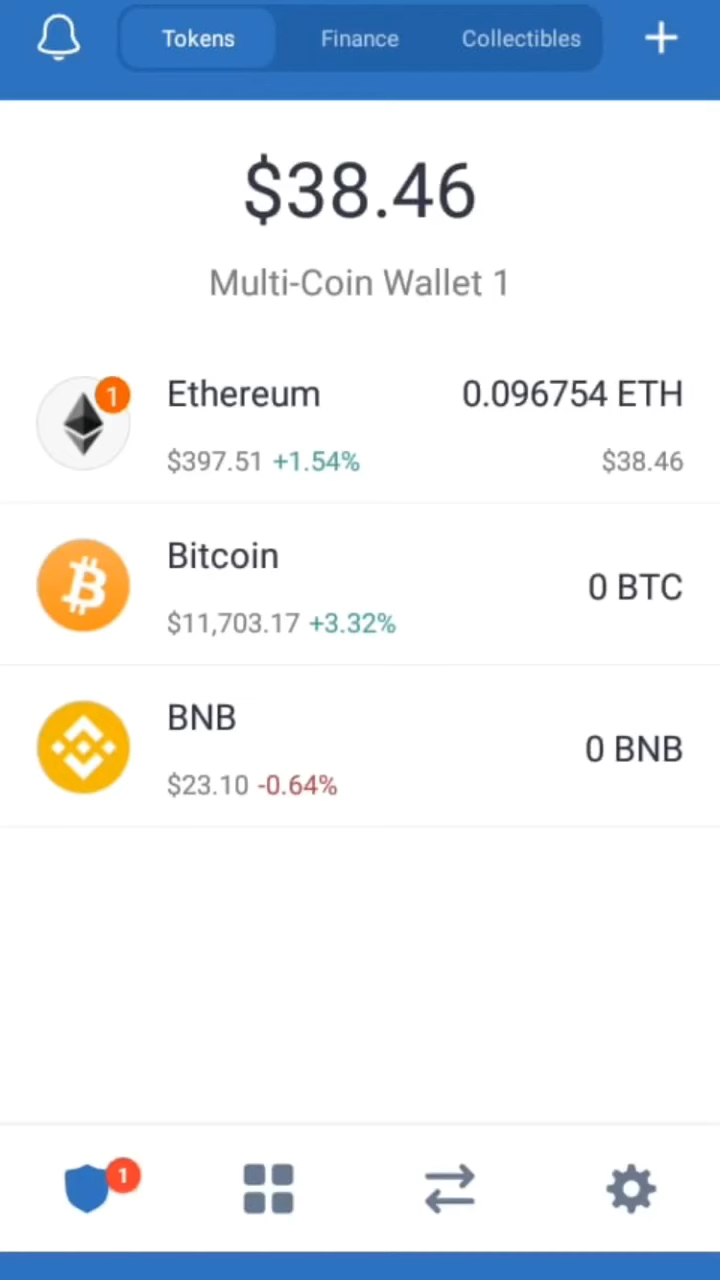 Tokens Finance Collectibles
$38.46
Multi-Coin Wallet 1
1
Ethereum 0.096754 ETH
$397.51 +1.54% $38.46
Bitcoin
0 BTC
$11,703.17 +3.32%
BNB
0 BNB
$23.10 -0.64%
1